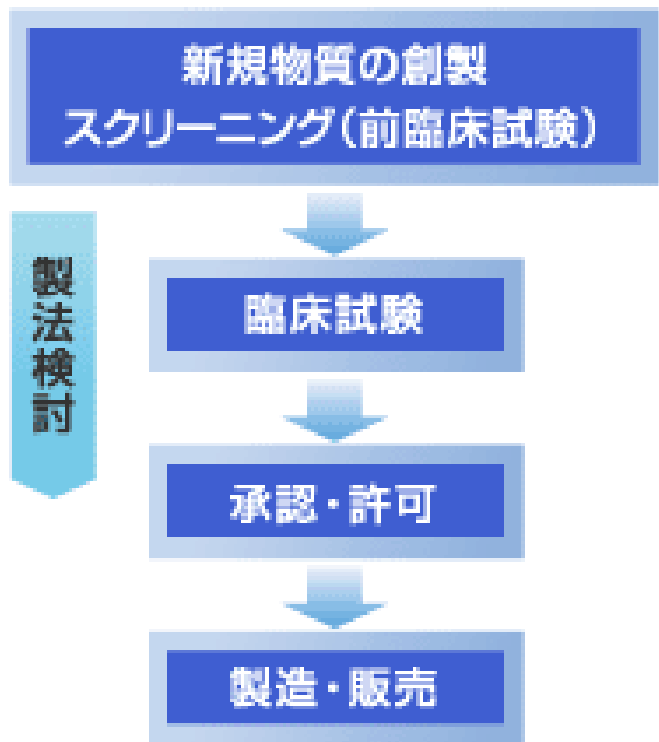 新規物質の創製
スクリーニング(前臨床試験)
製法検討
臨床試験
承認・許可
製造・販売